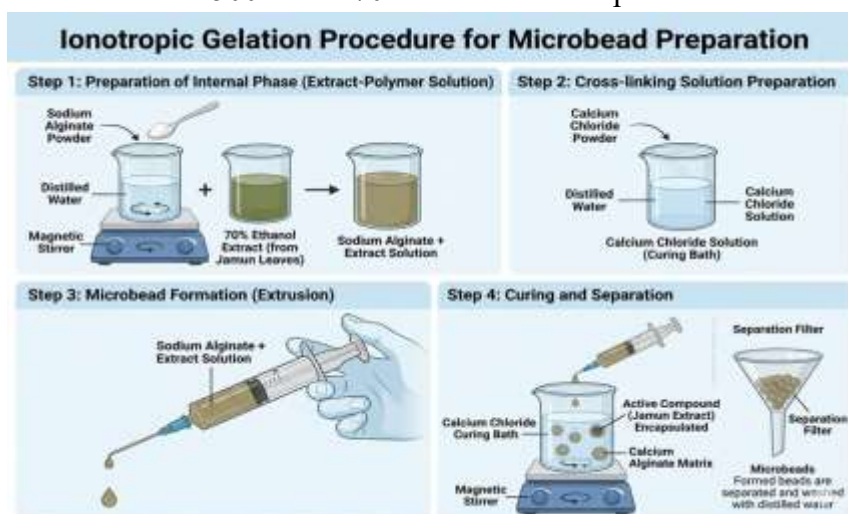 Ionotropic Gelation Procedure for Microbead Preparation
Step 1: Preparation of Internal Phase (Extract-Polymer Solution)
Sodium
Alginate
Powder
Distilled
Water
Magnetic
Stirrer
+
70% Ethanol
Extract (from
Jamun Leaves)
Sodium Alginate +
Extract Solution
Step 2: Cross-linking Solution Preparation
Calcium
Chloride
Powder
Distilled
Water
Calcium
Chloride
Solution
Calcium Chloride Solution
(Curing Bath)
Step 3: Microbead Formation (Extrusion)
Sodium Alginate +
Extract Solution
Step 4: Curing and Separation
Calcium Chloride
Curing Bath
Active Compound
(Jamun Extract)
Encapsulated
Calcium
Alginate Matrix
Magnetic
Stirrer
Separation Filter
Separation
Filter
Microbeads
Formed beads are
separated and washed
with distilled water